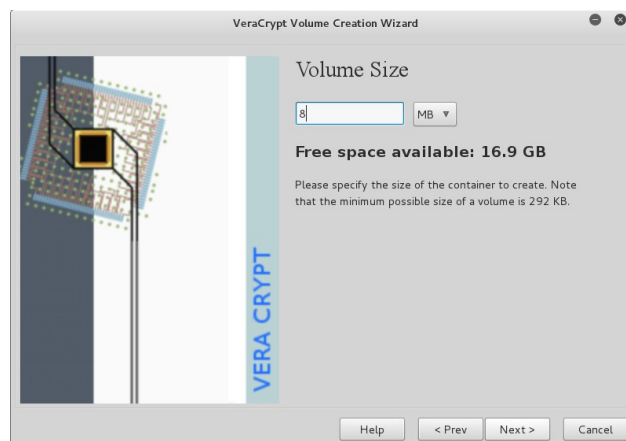 VeraCrypt Volume Creation Wizard
Volume Size
8
MB
Free space available: 16.9 GB
Please specify the size of the container to create. Note
that the minimum possible size of a volume is 292 KB.
VERA CRYPT
Help
< Prev
Next >
Cancel